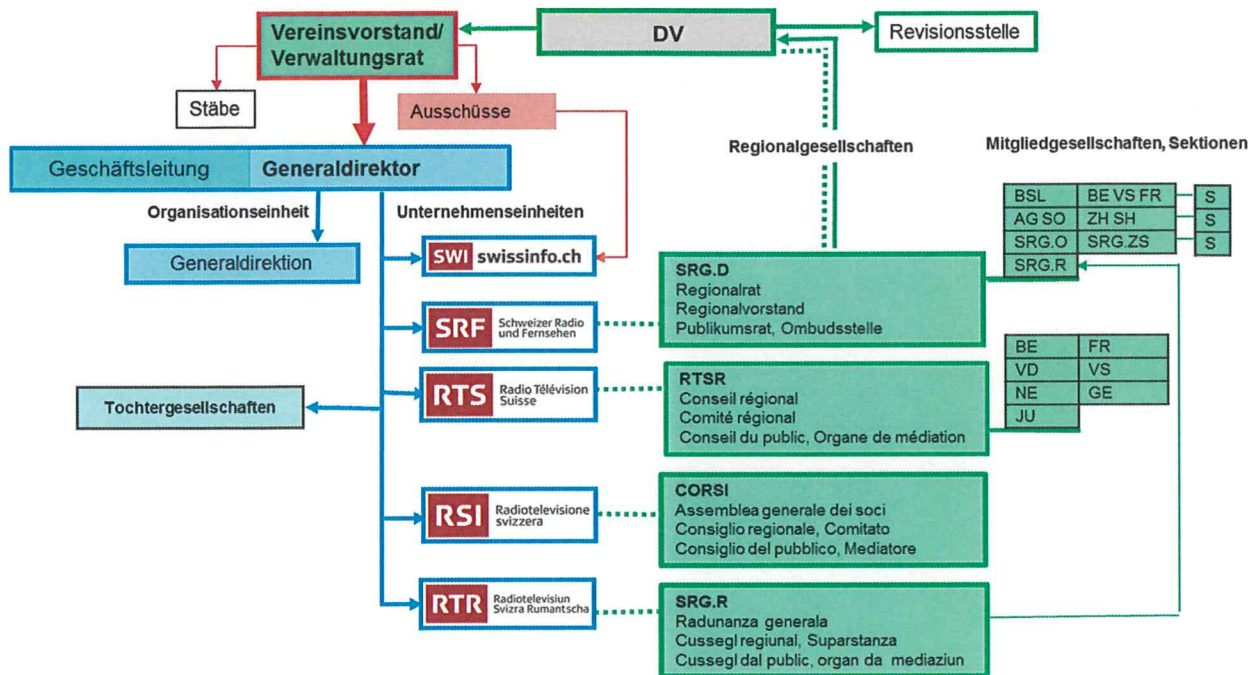 Vereinsvorstand/
Verwaltungsrat
DV
Revisionsstelle
Stäbe
Ausschüsse
Regionalgesellschaften
Mitgliedgesellschaften, Sektionen
Geschäftsleitung
Generaldirektor
Organisationseinheit
Unternehmenseinheiten
Generaldirektion
Tochtergesellschaften
SWI swissinfo.ch
SRF Schweizer Radio
und Fernsehen
RTS Radio Télévision
Suisse
RSI Radiotelevisione
svizzera
RTR Radiotelevisiun
Svizra Rumantscha
SRG.D
Regionalrat
Regionalvorstand
Publikumsrat, Ombudsstelle
RTSR
Conseil régional
Comité régional
Conseil du public, Organe de médiation
CORSI
Assemblea generale dei soci
Consiglio regionale, Comitato
Consiglio del pubblico, Mediatore
SRG.R
Radunanza generala
Cussegl regiunal, Suparstanza
Cussegl dal public, organ da mediaziun
BSL BE VS FR S
AG SO ZH SH S
SRG.O SRG.ZS S
SRG.R
BE FR
VD VS
NE GE
JU